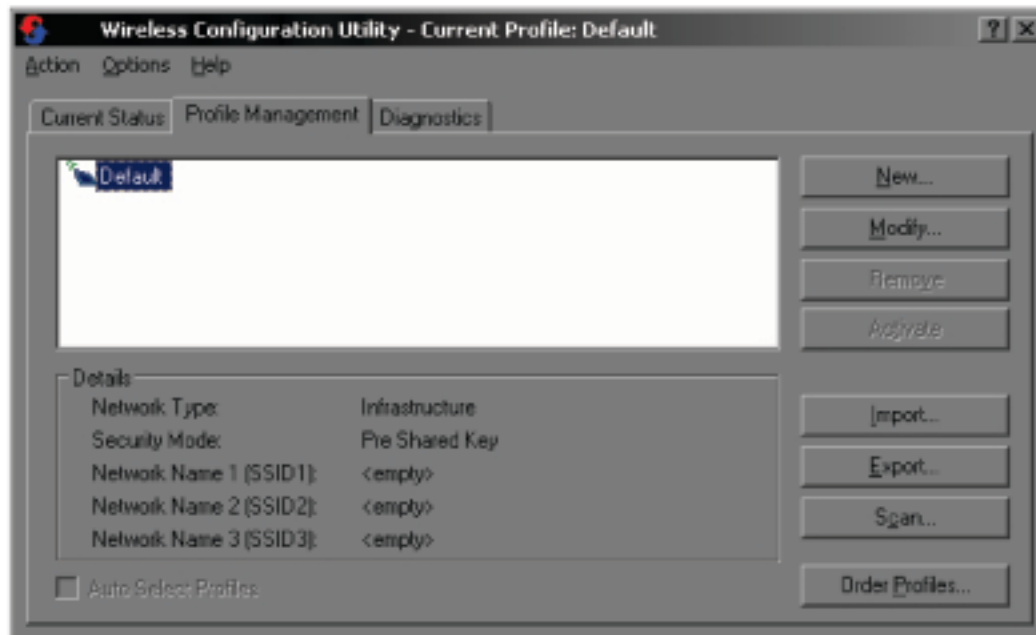 Wireless Configuration Utility - Current Profile: Default
? X
Action Options Help
Current Status Profile Management Diagnostics
Default
New...
Modify...
Remove
Activate
Details
Network Type: Infrastructure
Security Mode: Pre Shared Key
Network Name 1 (SSID1): <empty>
Network Name 2 (SSID2): <empty>
Network Name 3 (SSID3): <empty>
Import...
Export...
Scan...
Auto Select Profiles
Order Profiles...